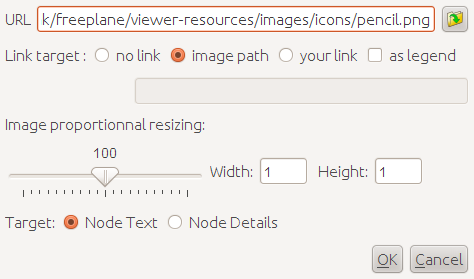 URL k/freeplane/viewer-resources/images/icons/pencil.png
Link target : no link image path your link as legend
Image proportionnal resizing:
100
Width: 1 Height: 1
Target: Node Text Node Details
OK Cancel